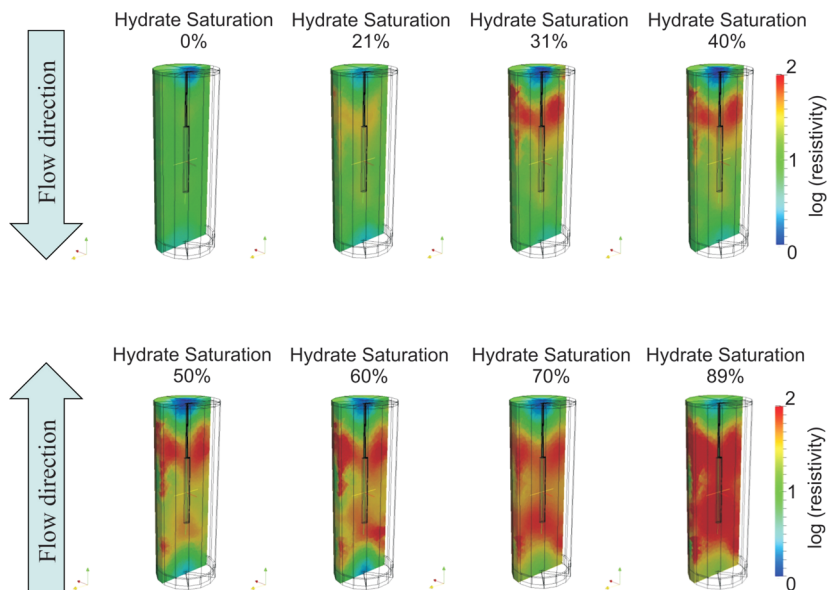 Hydrate Saturation
0%
Hydrate Saturation
21%
Hydrate Saturation
31%
Hydrate Saturation
40%
Flow direction
2
1
0
log (resistivity)
Hydrate Saturation
50%
Hydrate Saturation
60%
Hydrate Saturation
70%
Hydrate Saturation
89%
Flow direction
2
1
0
log (resistivity)